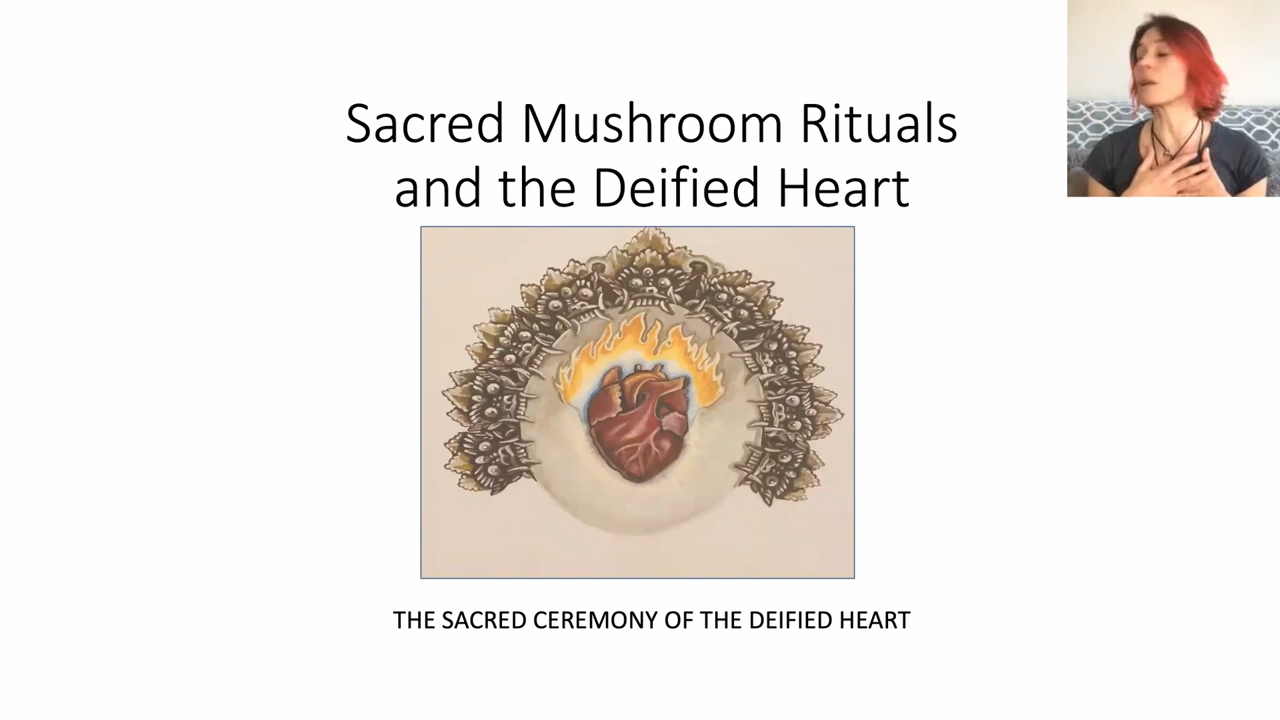 Sacred Mushroom Rituals
and the Deified Heart
THE SACRED CEREMONY OF THE DEIFIED HEART